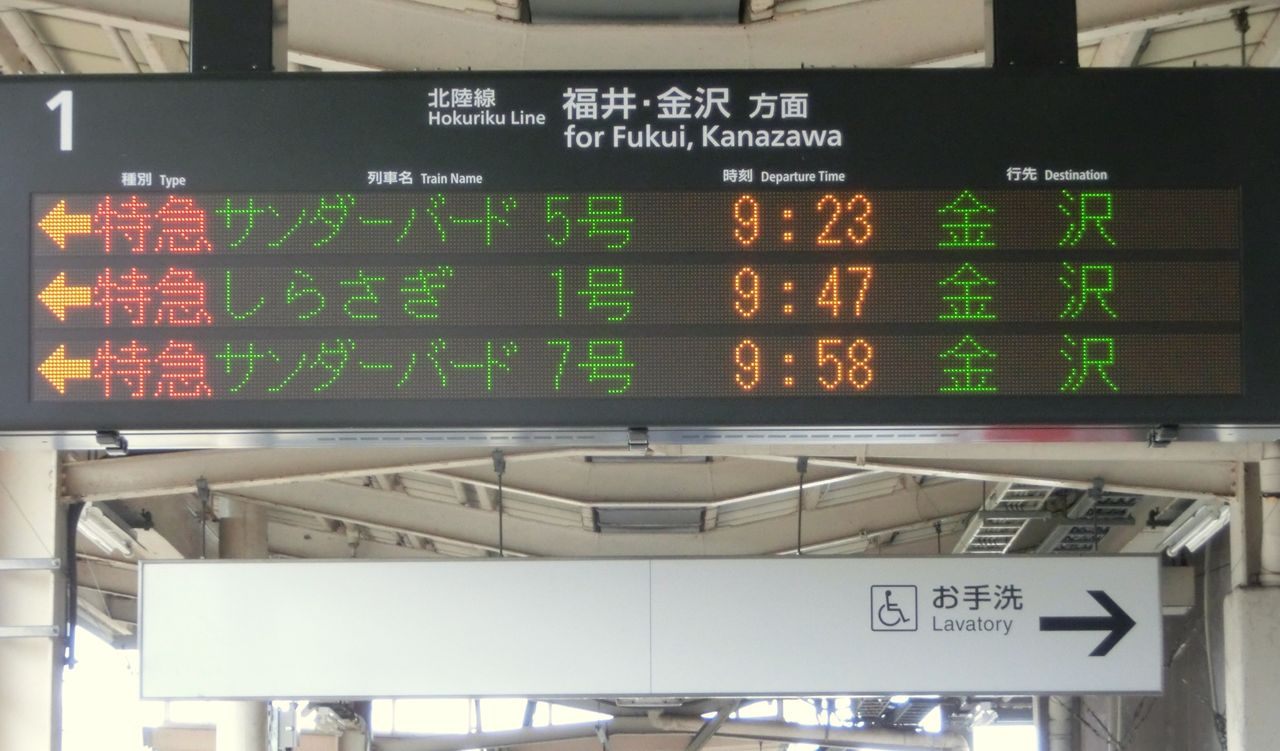 1
北陸線 福井・金沢 方面
Hokuriku Line for Fukui, Kanazawa
種別 Type 列車名 Train Name 時刻 Departure Time 行先 Destination
←特急 サンダーバード 5号 9:23 金沢
←特急 しらさぎ 1号 9:47 金沢
←特急 サンダーバード 7号 9:58 金沢
お手洗
Lavatory →